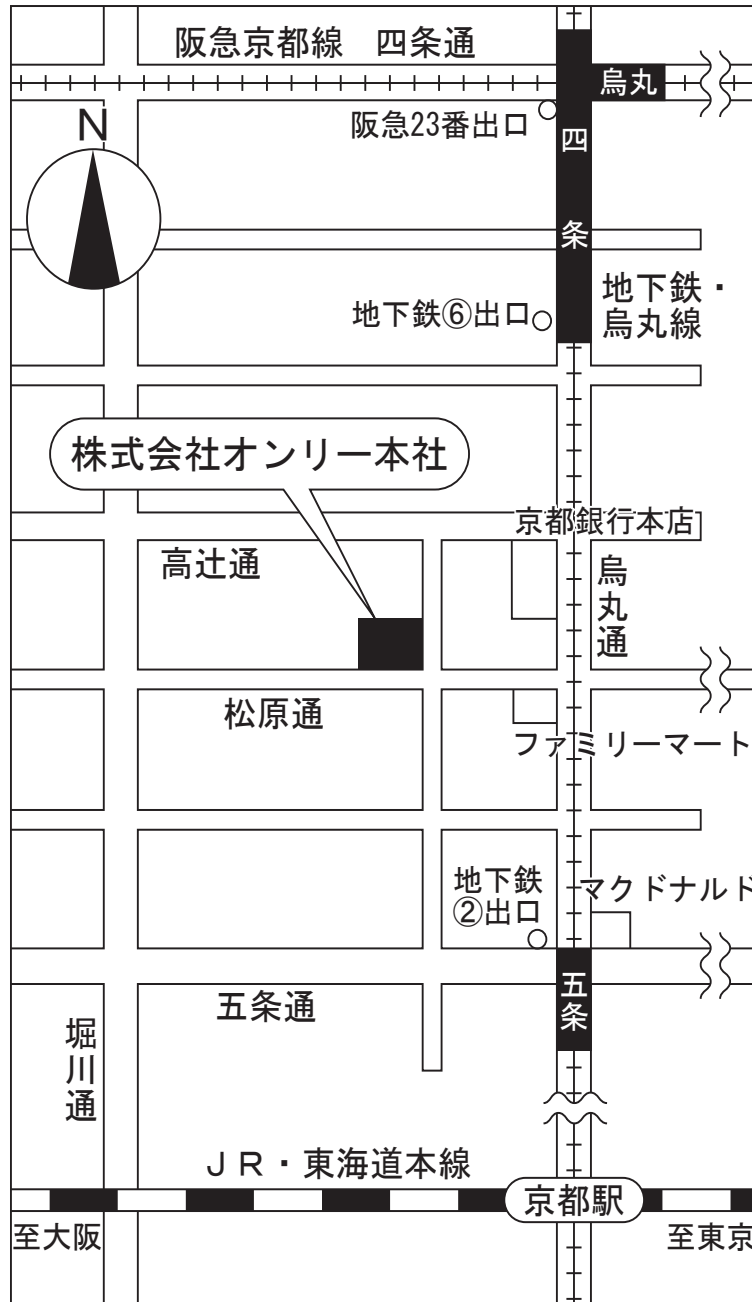 阪急京都線　四条通
烏丸
N
阪急23番出口
四条
地下鉄・
烏丸線
地下鉄⑥出口
株式会社オンリー本社
京都銀行本店
高辻通
烏丸通
松原通
ファミリーマート
地下鉄
②出口
マクドナルド
五条
五条通
堀川通
ＪＲ・東海道本線
京都駅
至大阪
至東京